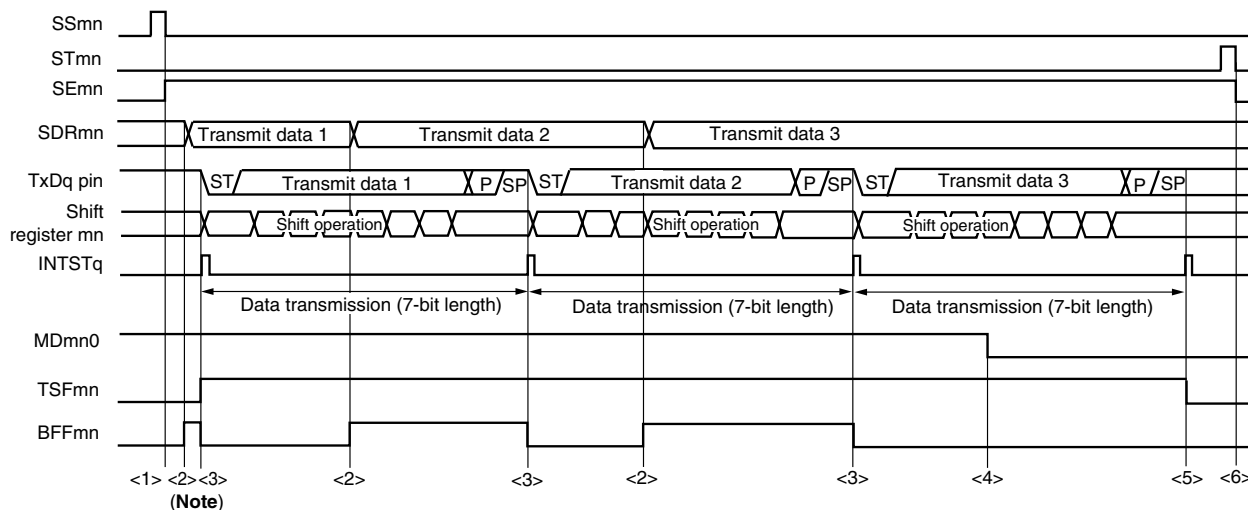 SSmn
STmn
SEmn
SDRmn Transmit data 1 Transmit data 2 Transmit data 3
TxDq pin ST Transmit data 1 P SP ST Transmit data 2 P SP ST Transmit data 3 P SP
Shift
register mn Shift operation Shift operation Shift operation
INTSTq
Data transmission (7-bit length) Data transmission (7-bit length) Data transmission (7-bit length)
MDmn0
TSFmn
BFFmn
<1> <2> <3> <2> <3> <2> <3> <4> <5> <6>
(Note)